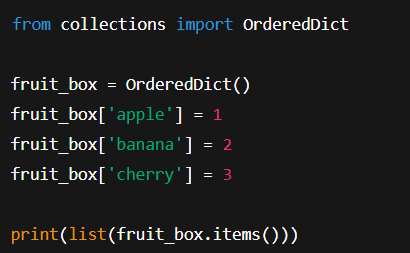 from collections import OrderedDict
fruit_box = OrderedDict()
fruit_box['apple'] = 1
fruit_box['banana'] = 2
fruit_box['cherry'] = 3
print(list(fruit_box.items()))